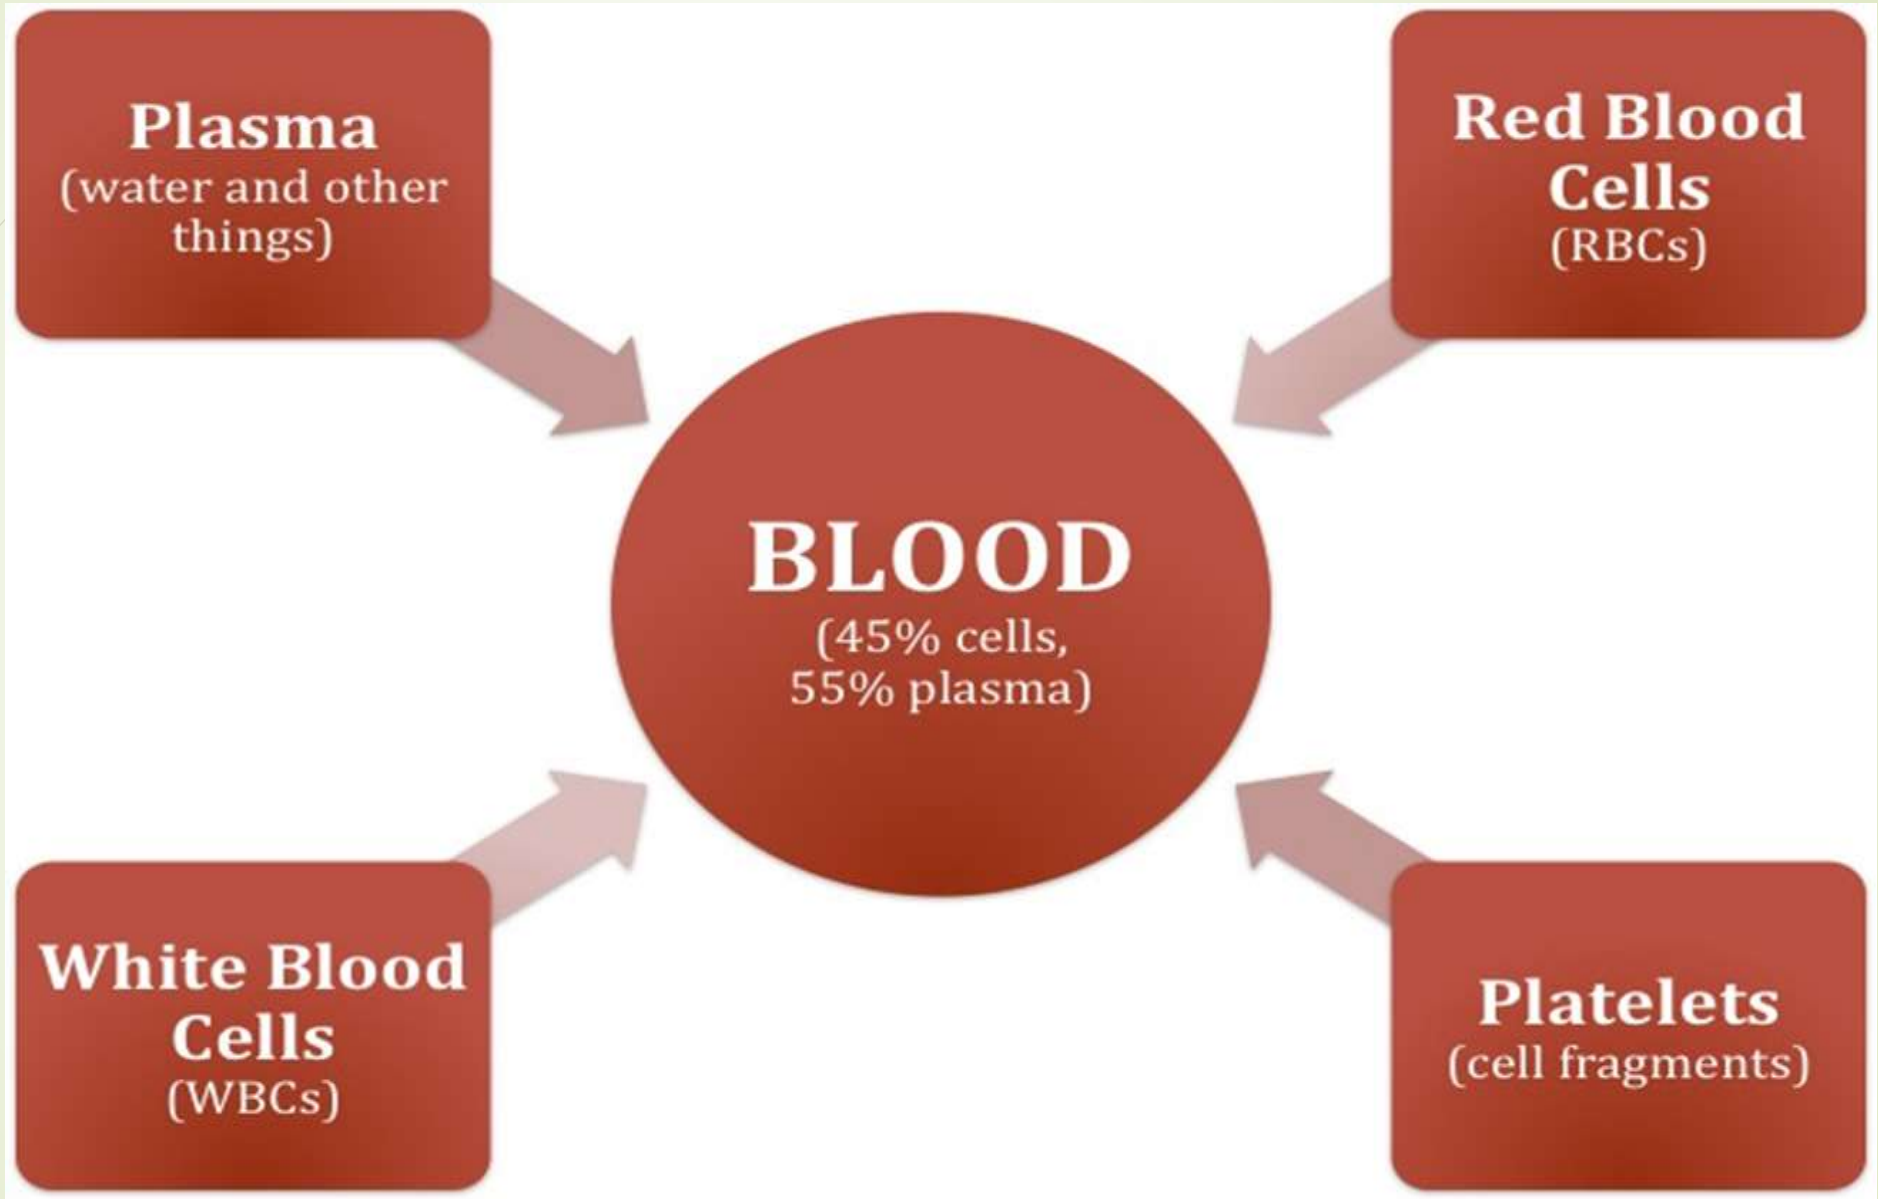 Plasma
(water and other
things)
Red Blood
Cells
(RBCs)
BLOOD
(45% cells,
55% plasma)
White Blood
Cells
(WBCs)
Platelets
(cell fragments)